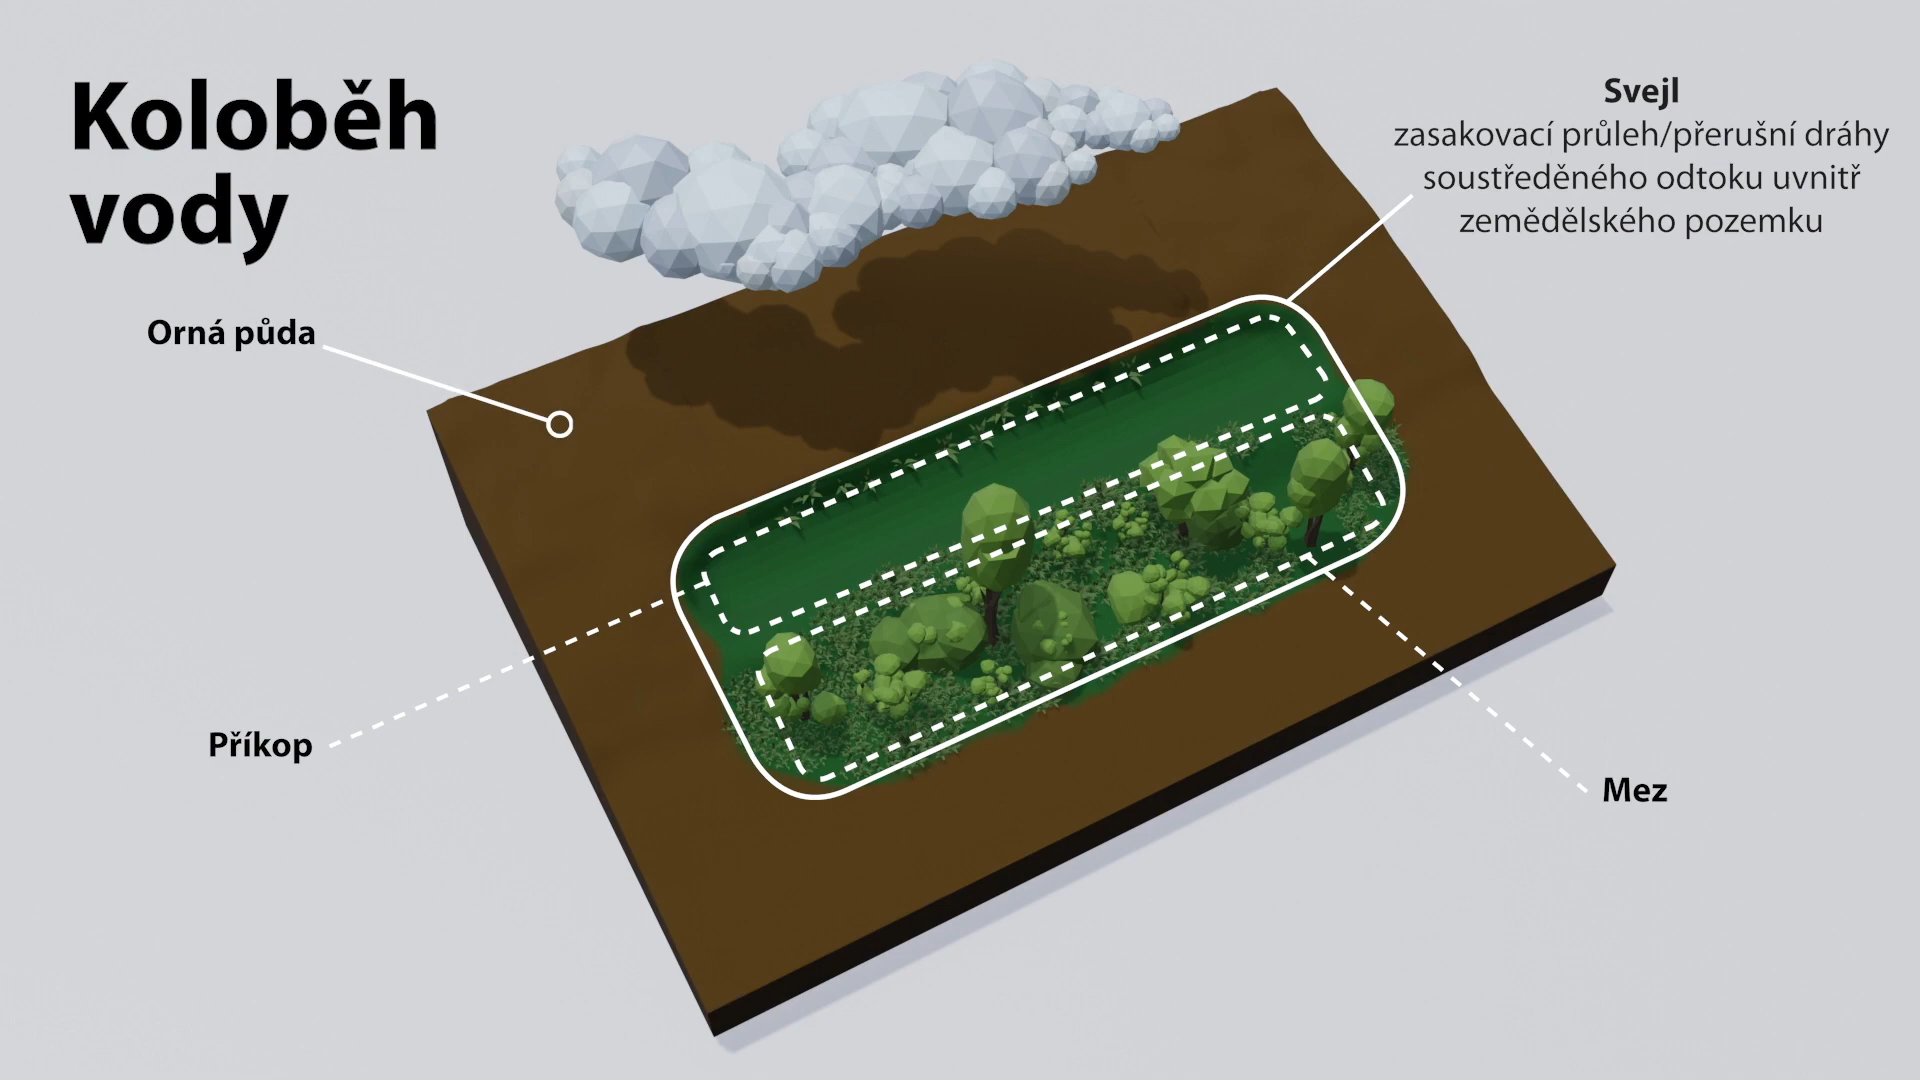 Koloběh
vody
Svejl
zasakovací průleh/přerušní dráhy
soustředěného odtoku uvnitř
zemědělského pozemku
Orná půda
Příkop
Mez